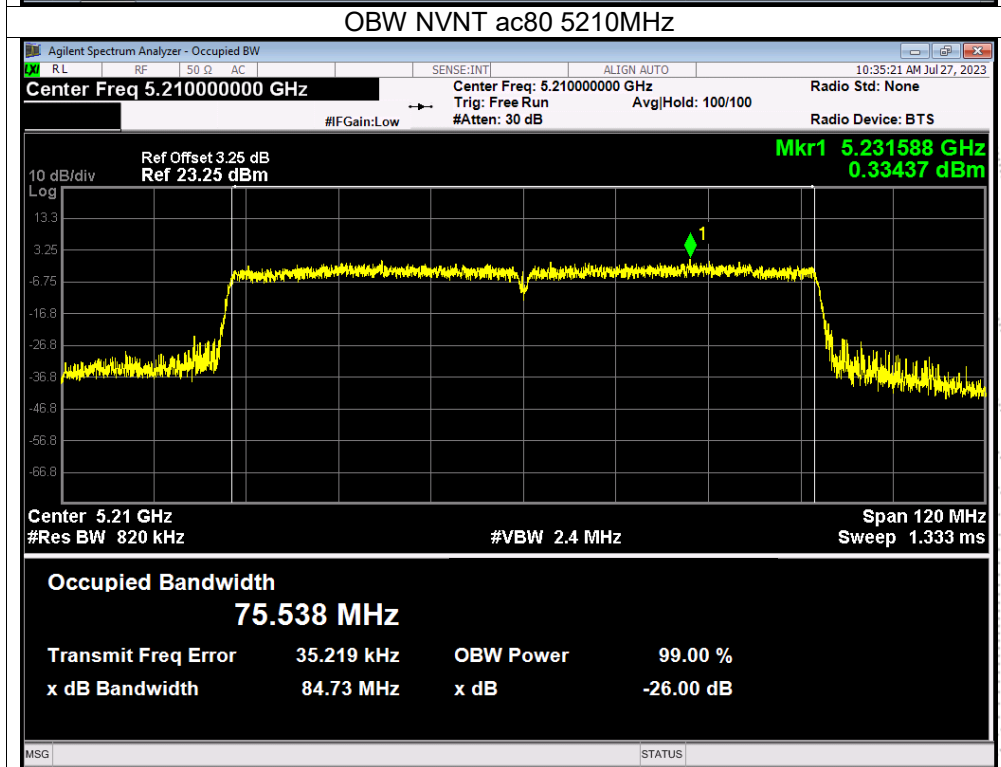 OBW NVNT ac80 5210MHz
Agilent Spectrum Analyzer - Occupied BW
LXI RL RF 50 Ω AC SENSE:INT ALIGN AUTO 10:35:21 AM Jul 27, 2023
Center Freq 5.210000000 GHz Center Freq: 5.210000000 GHz Radio Std: None
Trig: Free Run Avg|Hold: 100/100
#IFGain:Low #Atten: 30 dB Radio Device: BTS
Ref Offset 3.25 dB Mkr1 5.231588 GHz
10 dB/div Ref 23.25 dBm 0.33437 dBm
Log
13.3
1
3.25
-6.75
-16.8
-26.8
-36.8
-46.8
-56.8
-66.8
Center 5.21 GHz Span 120 MHz
#Res BW 820 kHz #VBW 2.4 MHz Sweep 1.333 ms
Occupied Bandwidth
75.538 MHz
Transmit Freq Error 35.219 kHz OBW Power 99.00 %
x dB Bandwidth 84.73 MHz x dB -26.00 dB
MSG STATUS